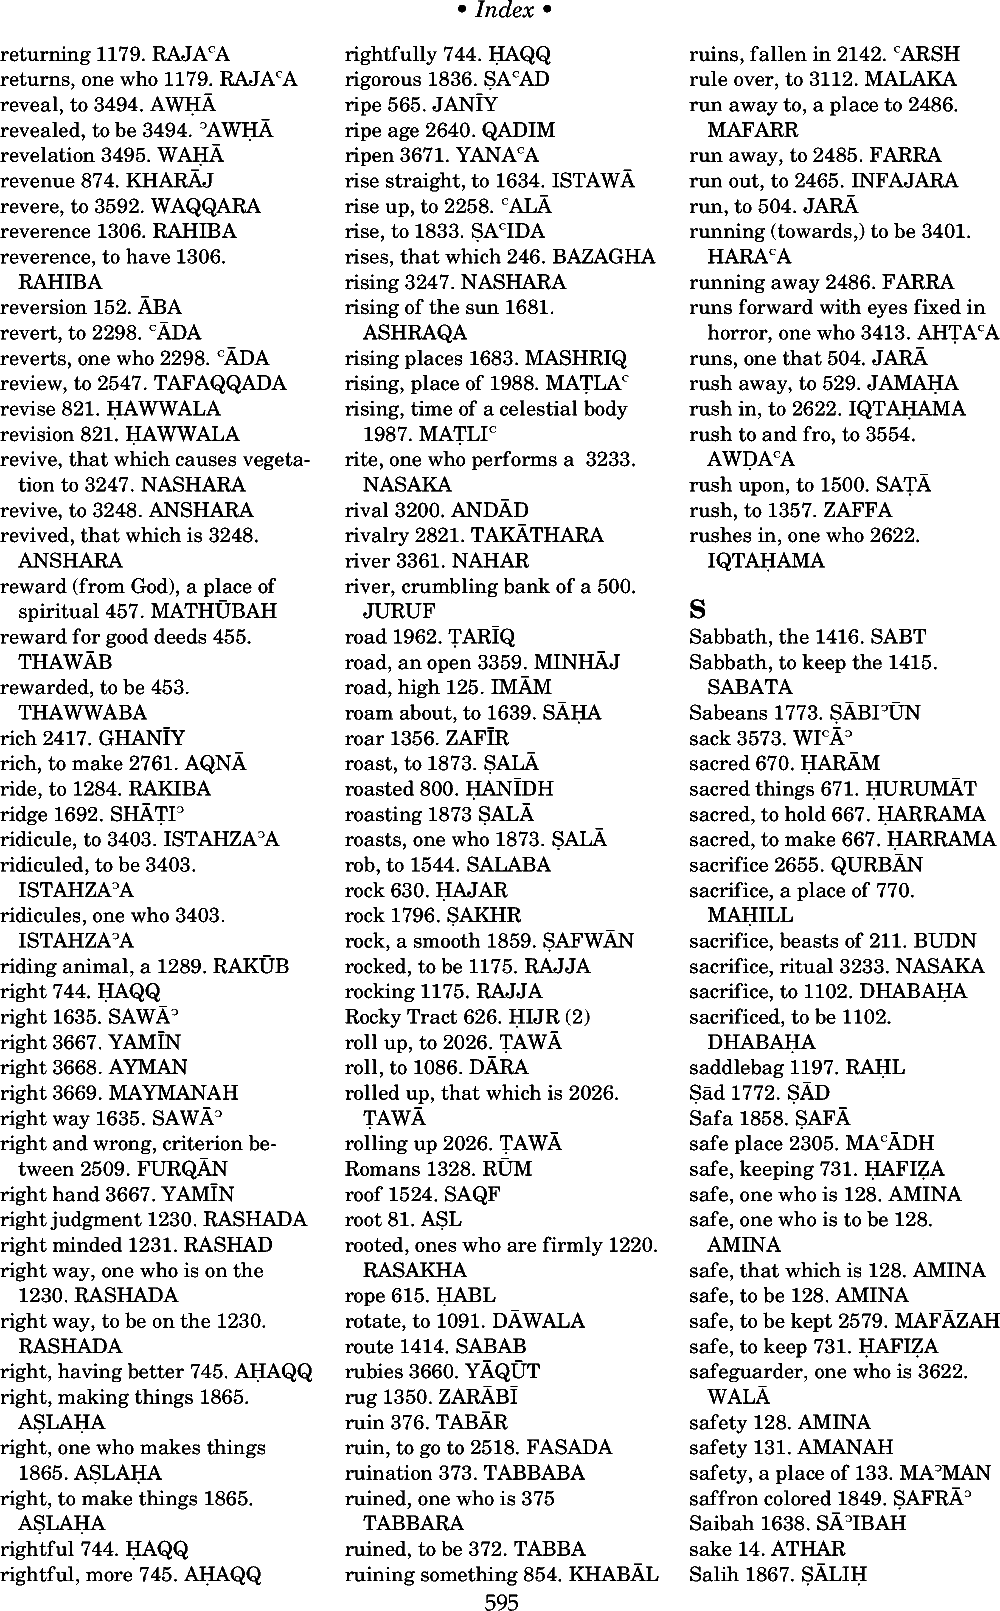 • Index •
returning 1179. RAJAᶜA
returns, one who 1179. RAJAᶜA
reveal, to 3494. AWḤĀ
revealed, to be 3494. ᵓAWḤĀ
revelation 3495. WAḤĀ
revenue 874. KHARĀJ
revere, to 3592. WAQQARA
reverence 1306. RAHIBA
reverence, to have 1306.
RAHIBA
reversion 152. ĀBA
revert, to 2298. ᶜĀDA
reverts, one who 2298. ᶜĀDA
review, to 2547. TAFAQQADA
revise 821. ḤAWWALA
revision 821. ḤAWWALA
revive, that which causes vegeta-
tion to 3247. NASHARA
revive, to 3248. ANSHARA
revived, that which is 3248.
ANSHARA
reward (from God), a place of
spiritual 457. MATHŪBAH
reward for good deeds 455.
THAWĀB
rewarded, to be 453.
THAWWABA
rich 2417. GHANĪY
rich, to make 2761. AQNĀ
ride, to 1284. RAKIBA
ridge 1692. SHĀṬIᵓ
ridicule, to 3403. ISTAHZAᵓA
ridiculed, to be 3403.
ISTAHZAᵓA
ridicules, one who 3403.
ISTAHZAᵓA
riding animal, a 1289. RAKŪB
right 744. ḤAQQ
right 1635. SAWĀᵓ
right 3667. YAMĪN
right 3668. AYMAN
right 3669. MAYMANAH
right way 1635. SAWĀᵓ
right and wrong, criterion be-
tween 2509. FURQĀN
right hand 3667. YAMĪN
right judgment 1230. RASHADA
right minded 1231. RASHAD
right way, one who is on the
1230. RASHADA
right way, to be on the 1230.
RASHADA
right, having better 745. AḤAQQ
right, making things 1865.
AṢLAḤA
right, one who makes things
1865. AṢLAḤA
right, to make things 1865.
AṢLAḤA
rightful 744. ḤAQQ
rightful, more 745. AḤAQQ
rightfully 744. ḤAQQ
rigorous 1836. ṢAᶜAD
ripe 565. JANĪY
ripe age 2640. QADIM
ripen 3671. YANAᶜA
rise straight, to 1634. ISTAWĀ
rise up, to 2258. ᶜALĀ
rise, to 1833. ṢAᶜIDA
rises, that which 246. BAZAGHA
rising 3247. NASHARA
rising of the sun 1681.
ASHRAQA
rising places 1683. MASHRIQ
rising, place of 1988. MAṬLAᶜ
rising, time of a celestial body
1987. MAṬLIᶜ
rite, one who performs a 3233.
NASAKA
rival 3200. ANDĀD
rivalry 2821. TAKĀTHARA
river 3361. NAHAR
river, crumbling bank of a 500.
JURUF
road 1962. ṬARĪQ
road, an open 3359. MINHĀJ
road, high 125. IMĀM
roam about, to 1639. SĀḤA
roar 1356. ZAFĪR
roast, to 1873. ṢALĀ
roasted 800. ḤANĪDH
roasting 1873 ṢALĀ
roasts, one who 1873. ṢALĀ
rob, to 1544. SALABA
rock 630. ḤAJAR
rock 1796. ṢAKHR
rock, a smooth 1859. ṢAFWĀN
rocked, to be 1175. RAJJA
rocking 1175. RAJJA
Rocky Tract 626. ḤIJR (2)
roll up, to 2026. ṬAWĀ
roll, to 1086. DĀRA
rolled up, that which is 2026.
ṬAWĀ
rolling up 2026. ṬAWĀ
Romans 1328. RŪM
roof 1524. SAQF
root 81. AṢL
rooted, ones who are firmly 1220.
RASAKHA
rope 615. ḤABL
rotate, to 1091. DĀWALA
route 1414. SABAB
rubies 3660. YĀQŪT
rug 1350. ZARĀBĪ
ruin 376. TABĀR
ruin, to go to 2518. FASADA
ruination 373. TABBABA
ruined, one who is 375
TABBARA
ruined, to be 372. TABBA
ruining something 854. KHABĀL
ruins, fallen in 2142. ᶜARSH
rule over, to 3112. MALAKA
run away to, a place to 2486.
MAFARR
run away, to 2485. FARRA
run out, to 2465. INFAJARA
run, to 504. JARĀ
running (towards,) to be 3401.
HARAᶜA
running away 2486. FARRA
runs forward with eyes fixed in
horror, one who 3413. AHṬAᶜA
runs, one that 504. JARĀ
rush away, to 529. JAMAḤA
rush in, to 2622. IQTAḤAMA
rush to and fro, to 3554.
AWḌAᶜA
rush upon, to 1500. SAṬĀ
rush, to 1357. ZAFFA
rushes in, one who 2622.
IQTAḤAMA
S
Sabbath, the 1416. SABT
Sabbath, to keep the 1415.
SABATA
Sabeans 1773. ṢĀBIᵓŪN
sack 3573. WIᶜĀᵓ
sacred 670. ḤARĀM
sacred things 671. ḤURUMĀT
sacred, to hold 667. ḤARRAMA
sacred, to make 667. ḤARRAMA
sacrifice 2655. QURBĀN
sacrifice, a place of 770.
MAḤILL
sacrifice, beasts of 211. BUDN
sacrifice, ritual 3233. NASAKA
sacrifice, to 1102. DHABAḤA
sacrificed, to be 1102.
DHABAḤA
saddlebag 1197. RAḤL
Ṣād 1772. ṢĀD
Safa 1858. ṢAFĀ
safe place 2305. MAᶜĀDH
safe, keeping 731. ḤAFIẒA
safe, one who is 128. AMINA
safe, one who is to be 128.
AMINA
safe, that which is 128. AMINA
safe, to be 128. AMINA
safe, to be kept 2579. MAFĀZAH
safe, to keep 731. ḤAFIẒA
safeguarder, one who is 3622.
WALĀ
safety 128. AMINA
safety 131. AMANAH
safety, a place of 133. MAᵓMAN
saffron colored 1849. ṢAFRĀᵓ
Saibah 1638. SĀᵓIBAH
sake 14. ATHAR
Salih 1867. ṢĀLIḤ
595